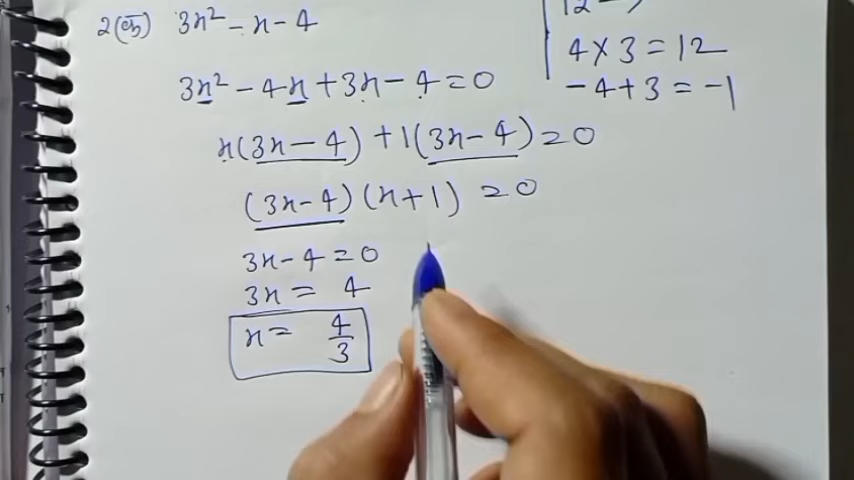 2(क) 3x² - x - 4
3x² - 4x + 3x - 4 = 0
x(3x - 4) + 1(3x - 4) = 0
(3x - 4)(x + 1) = 0
3x - 4 = 0
3x = 4
x = 4/3
12
4 × 3 = 12
- 4 + 3 = -1